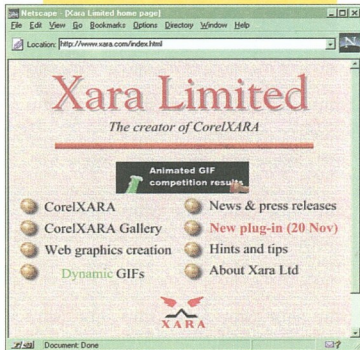 Netscape - [Xara Limited home page]
File Edit View Go Bookmarks Options Directory Window Help
Location: http://www.xara.com/index.html
N
Xara Limited
The creator of CorelXARA
Animated GIF
competition results
CorelXARA
News & press releases
CorelXARA Gallery
New plug-in (20 Nov)
Web graphics creation
Hints and tips
Dynamic GIFs
About Xara Ltd
XARA
Document: Done